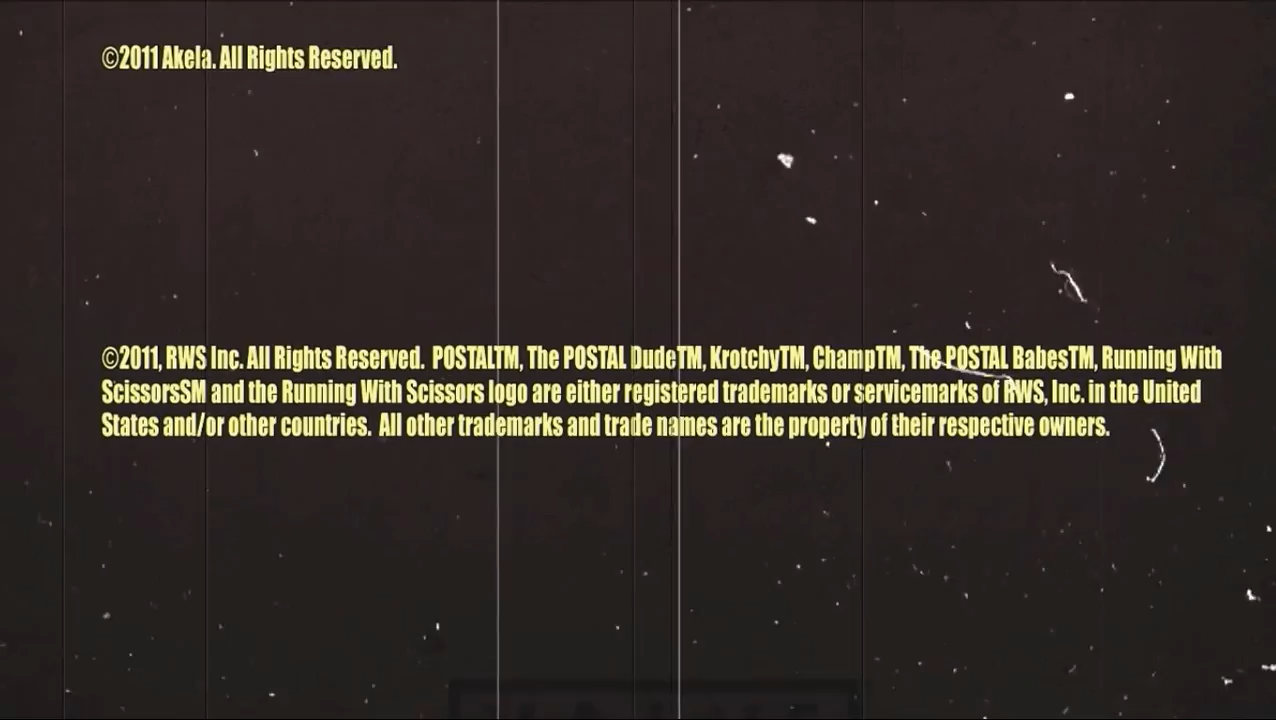 ©2011 Akela. All Rights Reserved.
©2011, RWS Inc. All Rights Reserved.  POSTALTM, The POSTAL DudeTM, KrotchyTM, ChampTM, The POSTAL BabesTM, Running With
ScissorsSM and the Running With Scissors logo are either registered trademarks or servicemarks of RWS, Inc. in the United
States and/or other countries.  All other trademarks and trade names are the property of their respective owners.